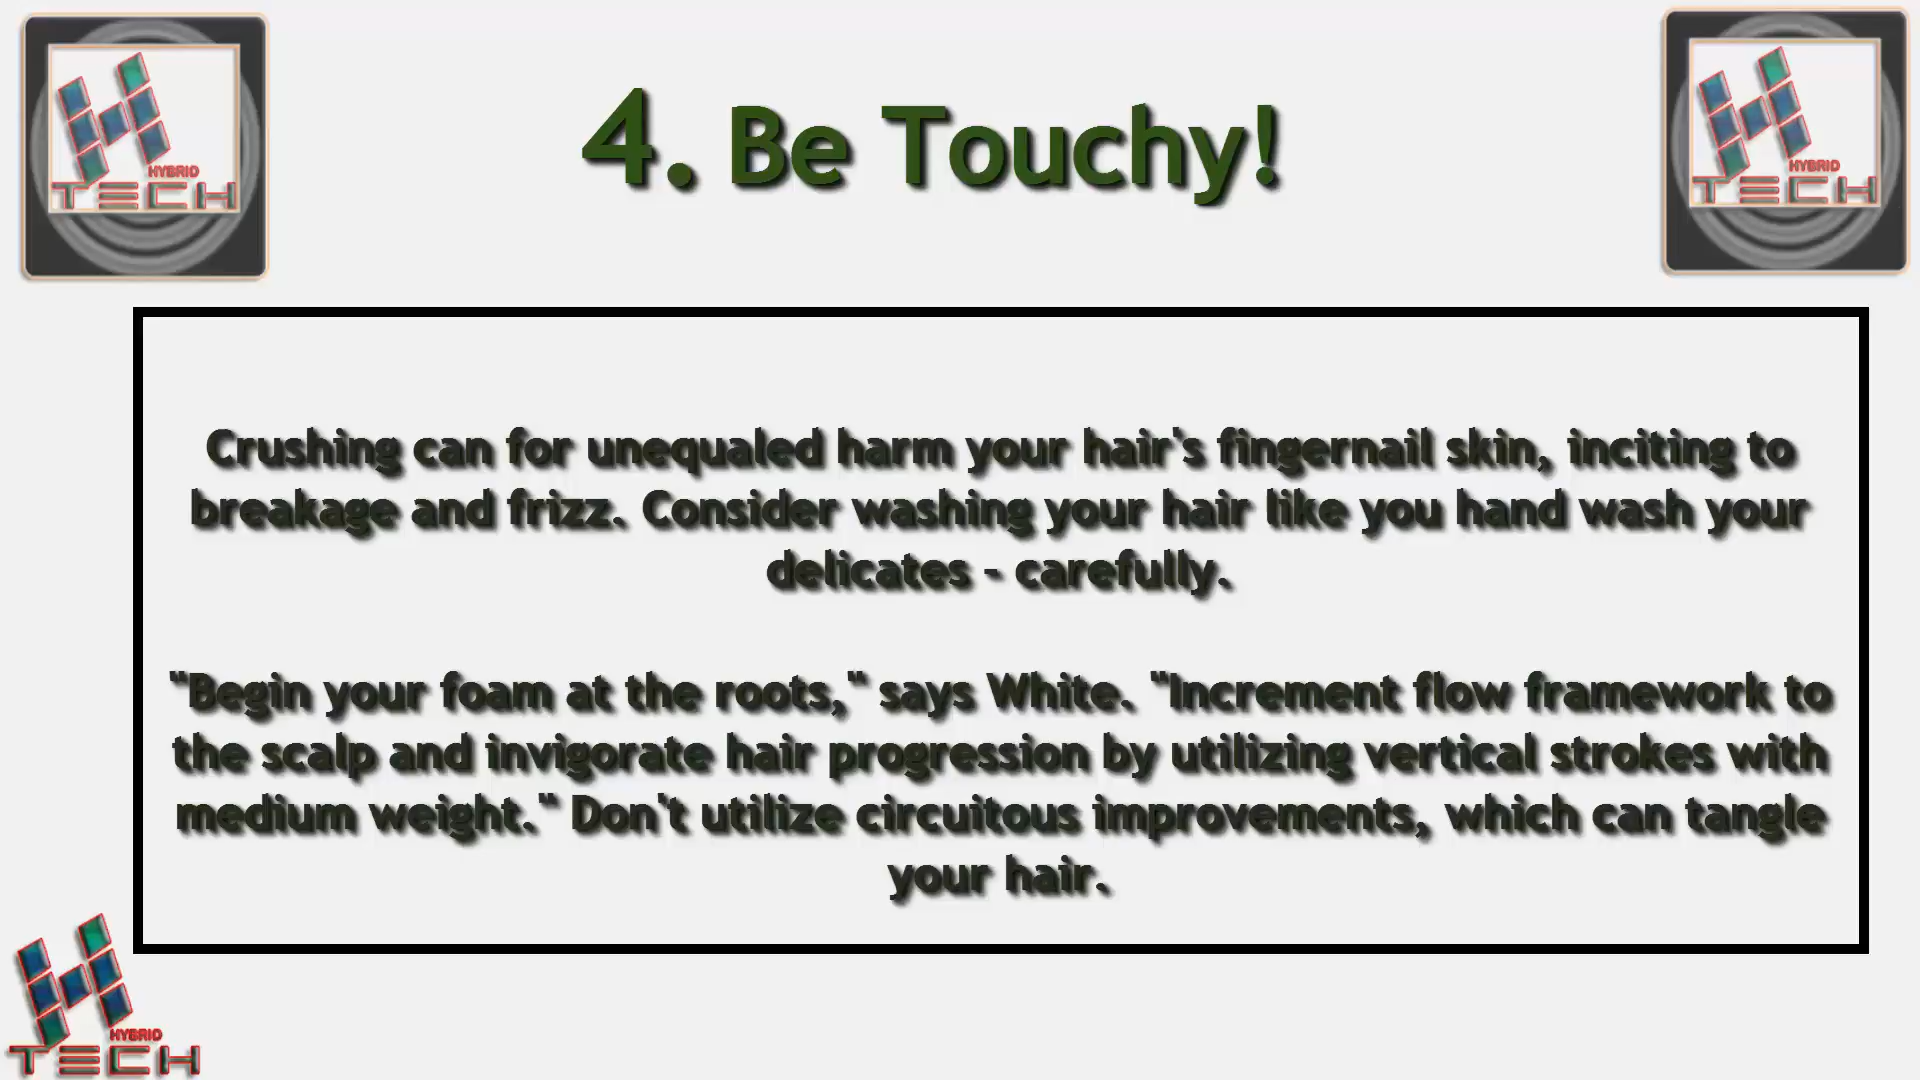 HYBRID
TECH
HYBRID
TECH
4. Be Touchy!
Crushing can for unequaled harm your hair's fingernail skin, inciting to
breakage and frizz. Consider washing your hair like you hand wash your
delicates - carefully.
"Begin your foam at the roots," says White. "Increment flow framework to
the scalp and invigorate hair progression by utilizing vertical strokes with
medium weight." Don't utilize circuitous improvements, which can tangle
your hair.
HYBRID
TECH